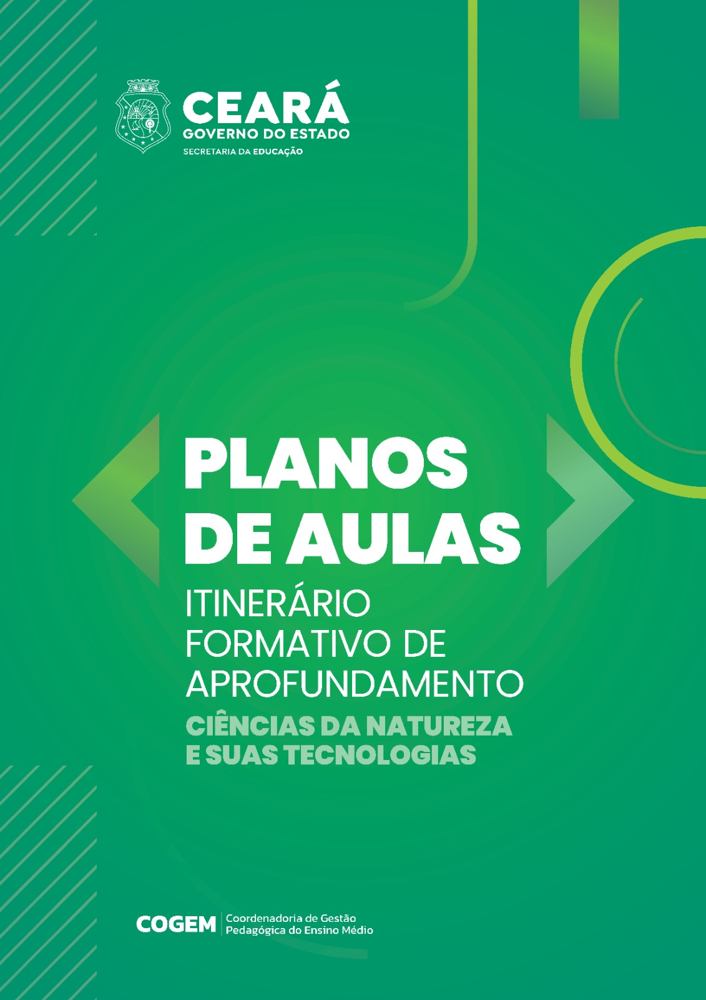 CEARÁ
GOVERNO DO ESTADO
SECRETARIA DA EDUCAÇÃO
PLANOS
DE AULAS
ITINERÁRIO
FORMATIVO DE
APROFUNDAMENTO
CIÊNCIAS DA NATUREZA
E SUAS TECNOLOGIAS
COGEM
Coordenadoria de Gestão
Pedagógica do Ensino Médio